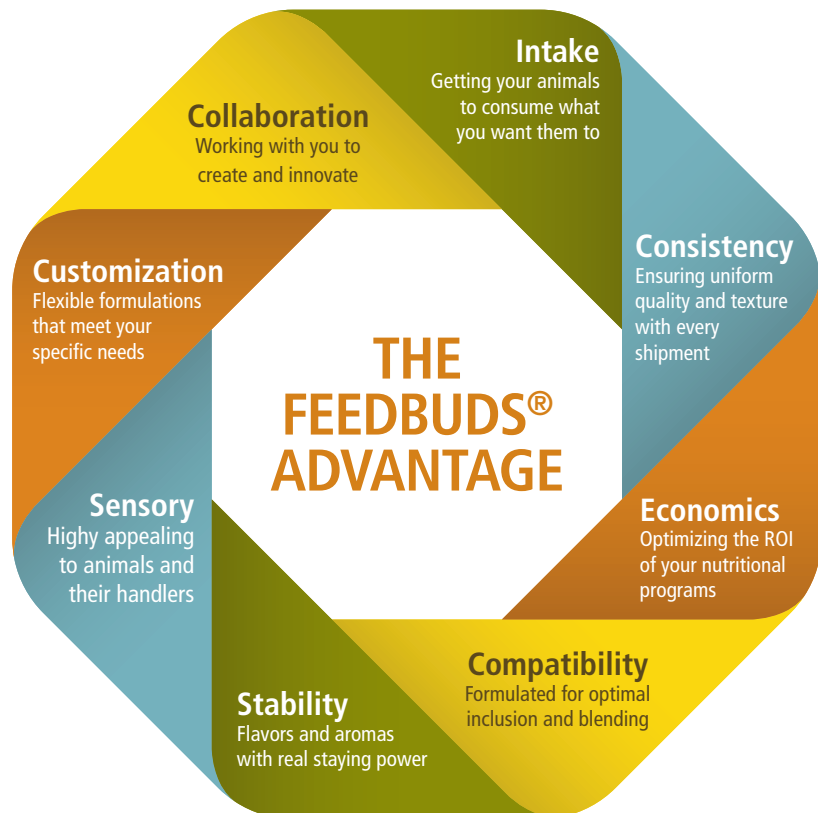 THE
FEEDBUDS®
ADVANTAGE
Intake
Getting your animals
to consume what
you want them to
Consistency
Ensuring uniform
quality and texture
with every
shipment
Economics
Optimizing the ROI
of your nutritional
programs
Compatibility
Formulated for optimal
inclusion and blending
Stability
Flavors and aromas
with real staying power
Sensory
Highy appealing
to animals and
their handlers
Customization
Flexible formulations
that meet your
specific needs
Collaboration
Working with you to
create and innovate